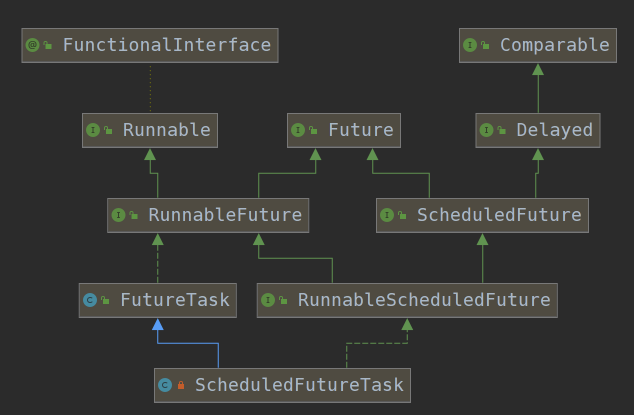 FunctionalInterface Comparable
Runnable Future Delayed
RunnableFuture ScheduledFuture
FutureTask RunnableScheduledFuture
ScheduledFutureTask